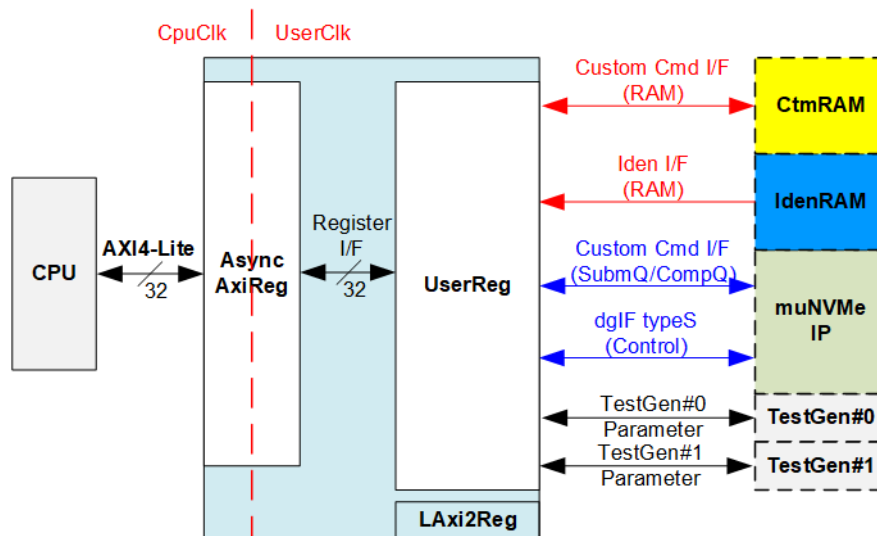 CpuClk
UserClk
CPU
AXI4-Lite
32
Async
AxiReg
Register
I/F
32
UserReg
LAxi2Reg
Custom Cmd I/F
(RAM)
Iden I/F
(RAM)
Custom Cmd I/F
(SubmQ/CompQ)
dgIF typeS
(Control)
TestGen#0
Parameter
TestGen#1
Parameter
CtmRAM
IdenRAM
muNVMe
IP
TestGen#0
TestGen#1